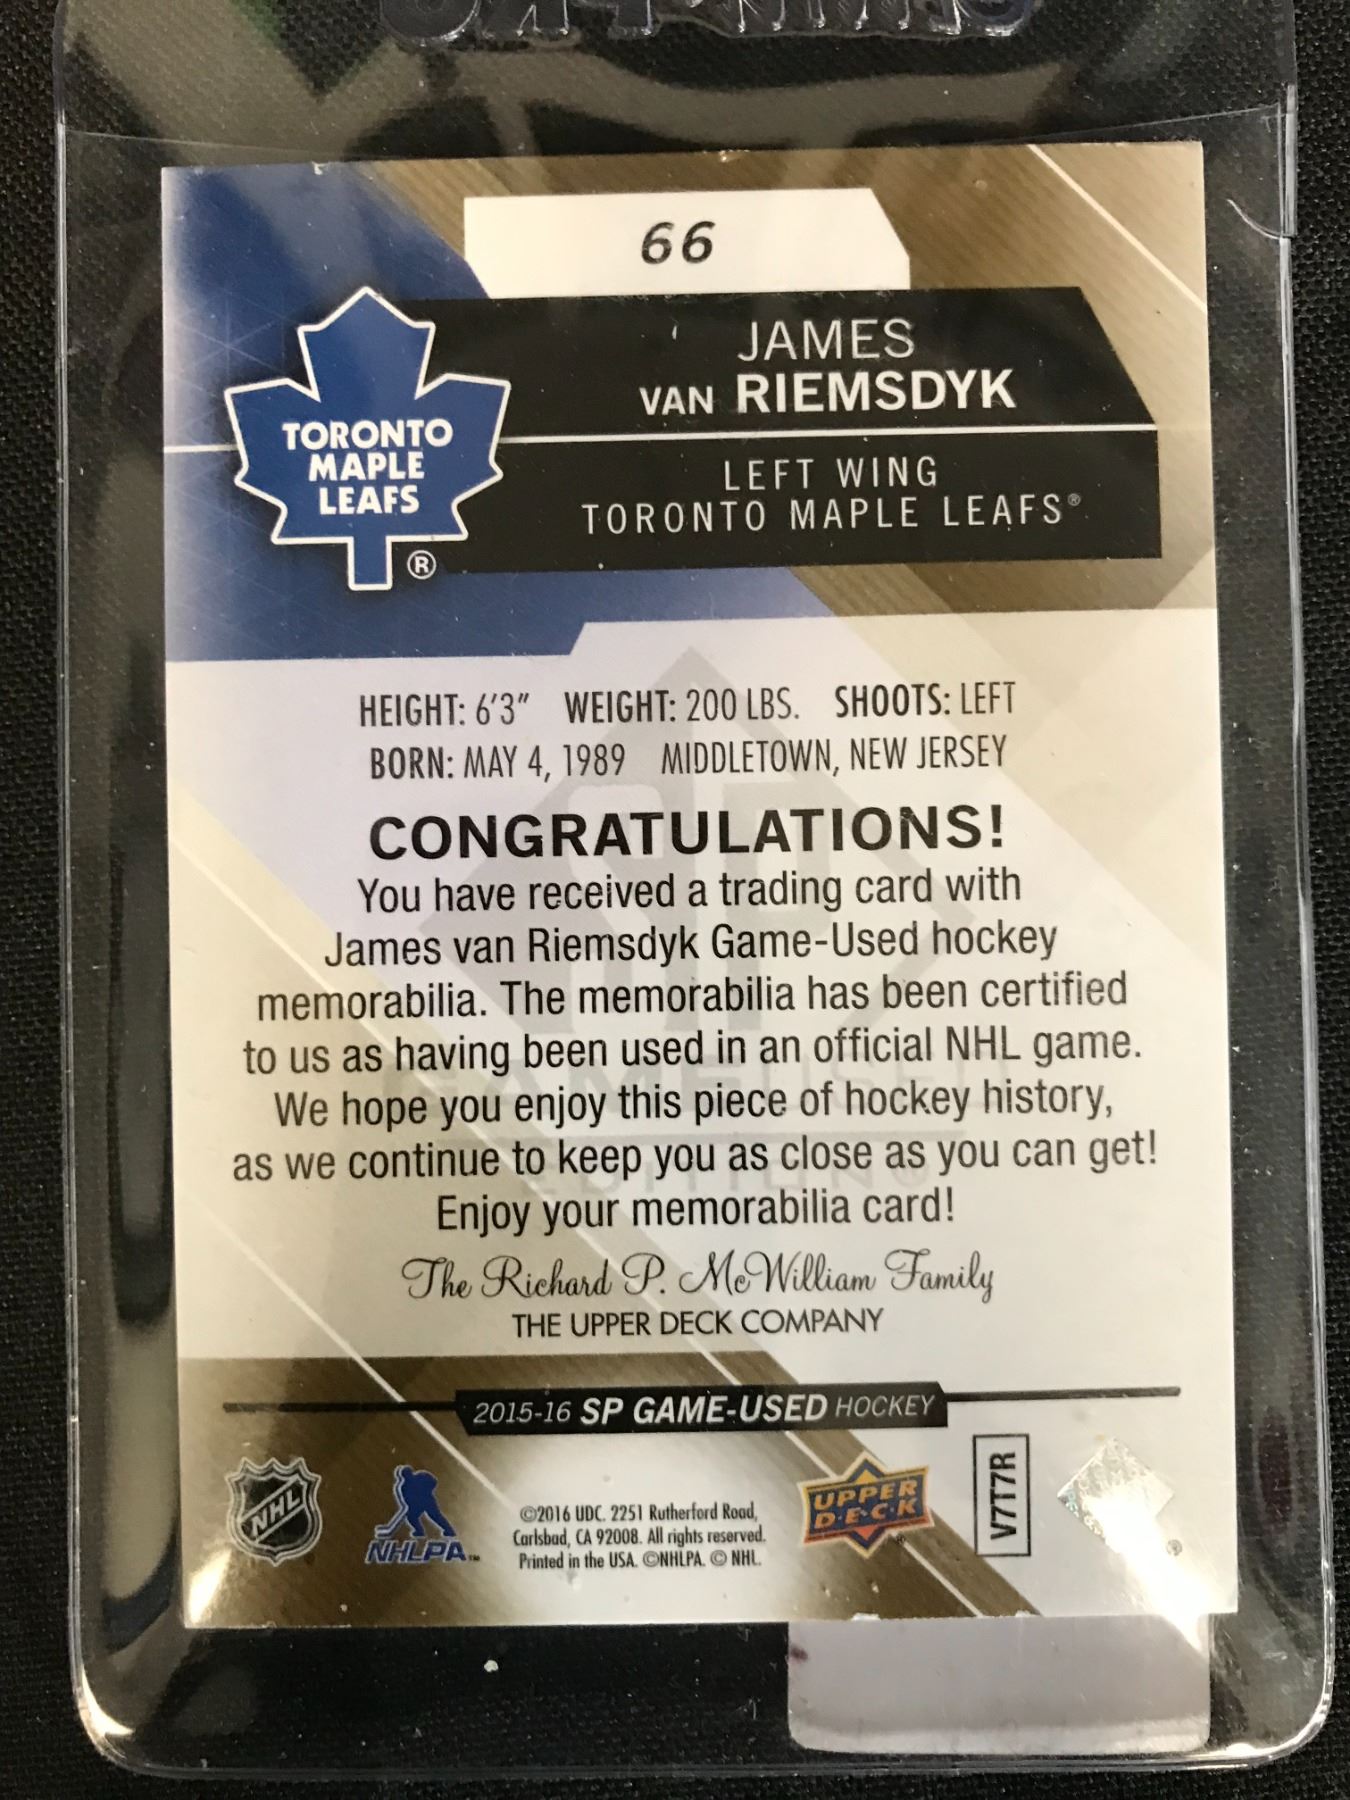 66
JAMES
VAN RIEMSDYK
LEFT WING
TORONTO MAPLE LEAFS®
TORONTO
MAPLE
LEAFS
®
HEIGHT: 6'3" WEIGHT: 200 LBS. SHOOTS: LEFT
BORN: MAY 4, 1989 MIDDLETOWN, NEW JERSEY
CONGRATULATIONS!
You have received a trading card with
James van Riemsdyk Game-Used hockey
memorabilia. The memorabilia has been certified
to us as having been used in an official NHL game.
We hope you enjoy this piece of hockey history,
as we continue to keep you as close as you can get!
Enjoy your memorabilia card!
The Richard P. McWilliam Family
THE UPPER DECK COMPANY
2015-16 SP GAME-USED HOCKEY
NHL
NHLPA™
©2016 UDC. 2251 Rutherford Road,
Carlsbad, CA 92008. All rights reserved.
Printed in the USA. ©NHLPA. © NHL.
UPPER
D·E·C·K
V7T7R